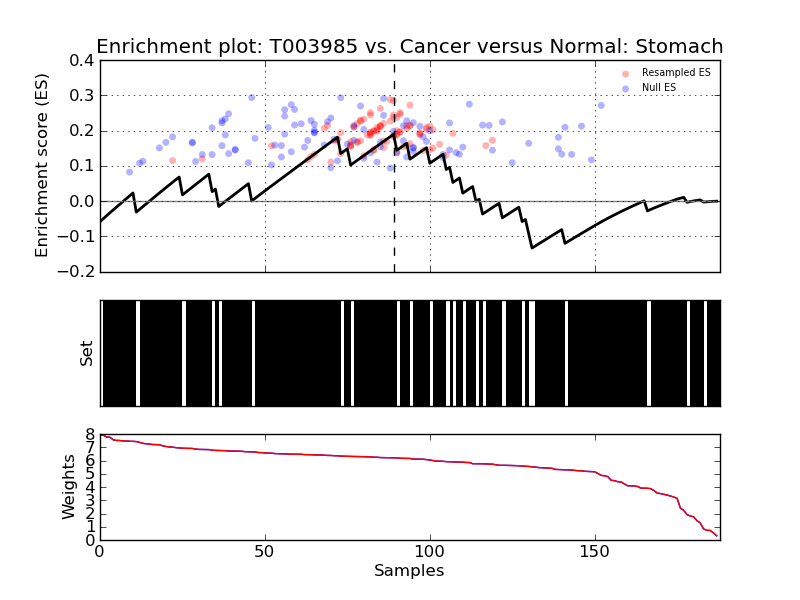 Enrichment plot: T003985 vs. Cancer versus Normal: Stomach
Enrichment score (ES)
0.4
0.3
0.2
0.1
0.0
−0.1
−0.2
Resampled ES
Null ES
Set
Weights
8
7
6
5
4
3
2
1
0
0 50 100 150
Samples